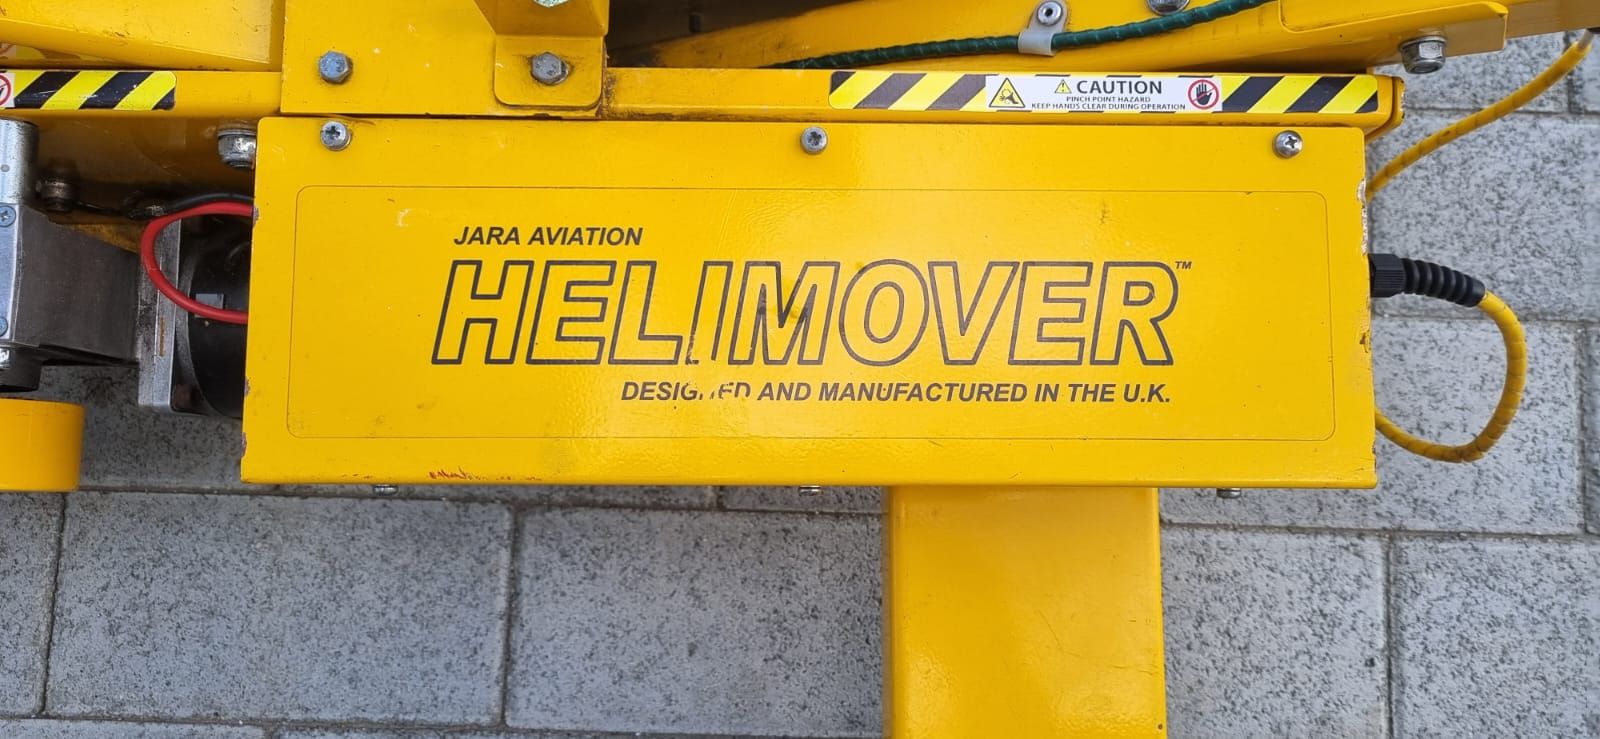 CAUTION
PINCH POINT HAZARD
KEEP HANDS CLEAR DURING OPERATION
JARA AVIATION
HELIMOVER™
DESIGNED AND MANUFACTURED IN THE U.K.